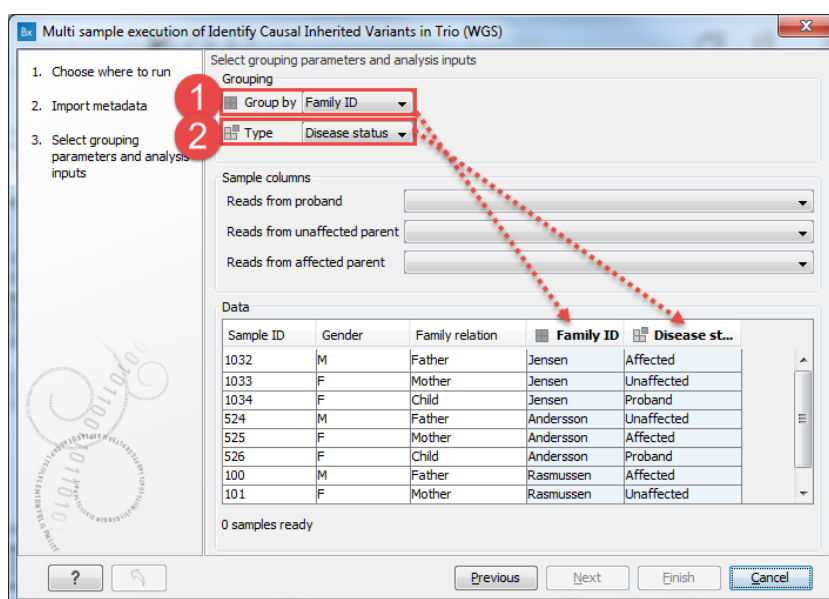 Bx Multi sample execution of Identify Causal Inherited Variants in Trio (WGS) X
1. Choose where to run
2. Import metadata
3. Select grouping parameters and analysis inputs
Select grouping parameters and analysis inputs
Grouping
1 Group by Family ID
2 Type Disease status
Sample columns
Reads from proband
Reads from unaffected parent
Reads from affected parent
Data
Sample ID Gender Family relation Family ID Disease st...
1032 M Father Jensen Affected
1033 F Mother Jensen Unaffected
1034 F Child Jensen Proband
524 M Father Andersson Unaffected
525 F Mother Andersson Affected
526 F Child Andersson Proband
100 M Father Rasmussen Affected
101 F Mother Rasmussen Unaffected
0 samples ready
? Previous Next Finish Cancel